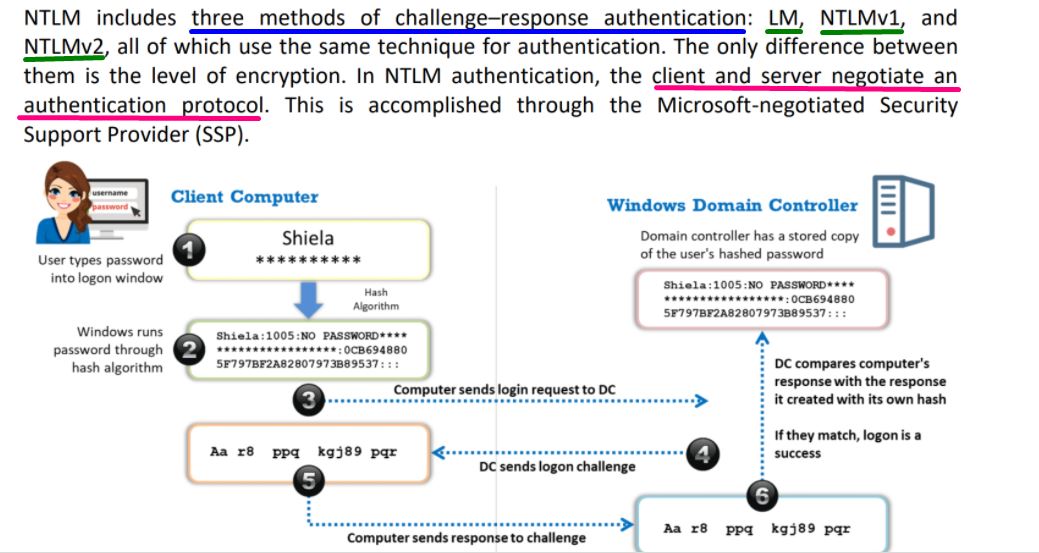 NTLM includes three methods of challenge–response authentication: LM, NTLMv1, and
NTLMv2, all of which use the same technique for authentication. The only difference between
them is the level of encryption. In NTLM authentication, the client and server negotiate an
authentication protocol. This is accomplished through the Microsoft-negotiated Security
Support Provider (SSP).
username
password
Client Computer
User types password
into logon window
1
Shiela
**********
Hash
Algorithm
Windows runs
password through
hash algorithm
2
Shiela:1005:NO PASSWORD****
*****************:0CB694880
5F797BF2A82807973B89537:::
Windows Domain Controller
Domain controller has a stored copy
of the user's hashed password
Shiela:1005:NO PASSWORD****
*****************:0CB694880
5F797BF2A82807973B89537:::
3
Computer sends login request to DC
4
DC sends logon challenge
Aa r8 ppq kgj89 pqr
5
Computer sends response to challenge
DC compares computer's
response with the response
it created with its own hash
If they match, logon is a
success
6
Aa r8 ppq kgj89 pqr